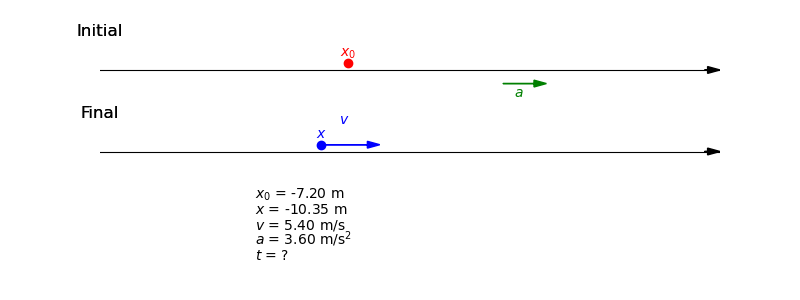 Initial
x₀
a
Final
v
x
x₀ = -7.20 m
x = -10.35 m
v = 5.40 m/s
a = 3.60 m/s²
t = ?